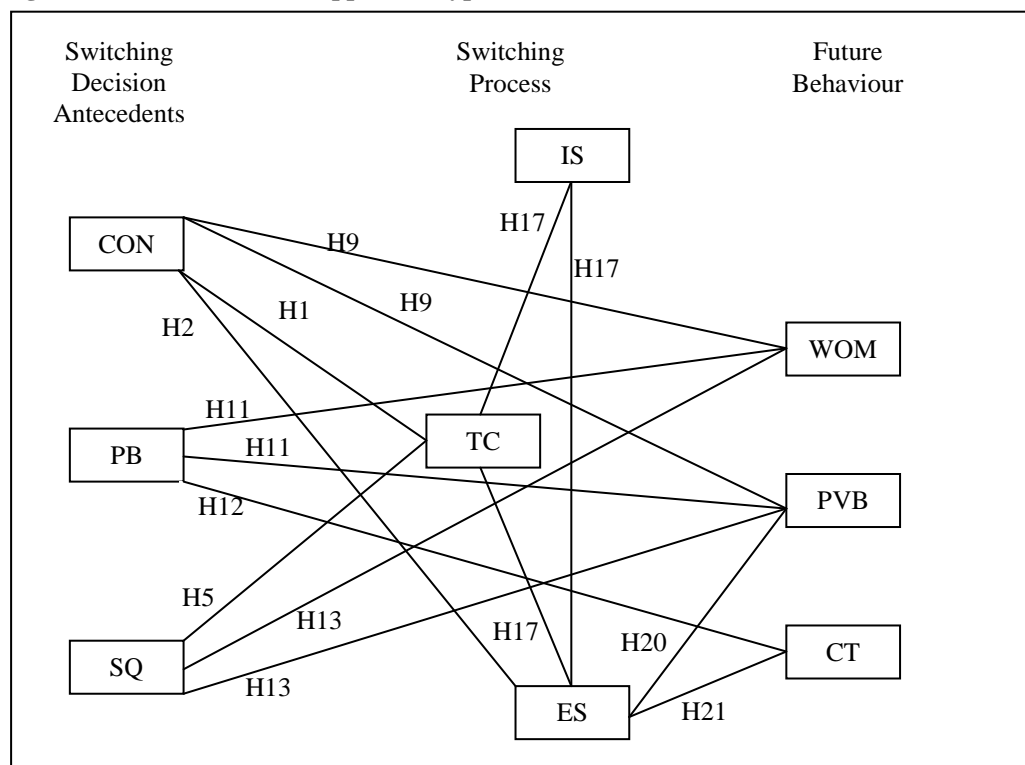 Switching
Decision
Antecedents
Switching
Process
Future
Behaviour
IS
CON
H9
H17
H17
H2
H1
H9
WOM
H11
PB
H11
TC
H12
PVB
H5
SQ
H13
H13
H17
ES
H20
H21
CT